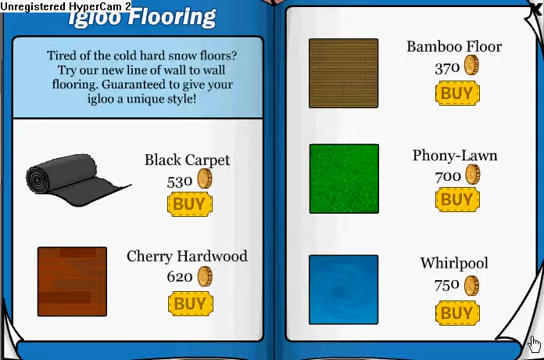 Unregistered HyperCam 2
Igloo Flooring
Tired of the cold hard snow floors?
Try our new line of wall to wall
flooring. Guaranteed to give your
igloo a unique style!
Black Carpet
530
BUY
Cherry Hardwood
620
BUY
Bamboo Floor
370
BUY
Phony-Lawn
700
BUY
Whirlpool
750
BUY